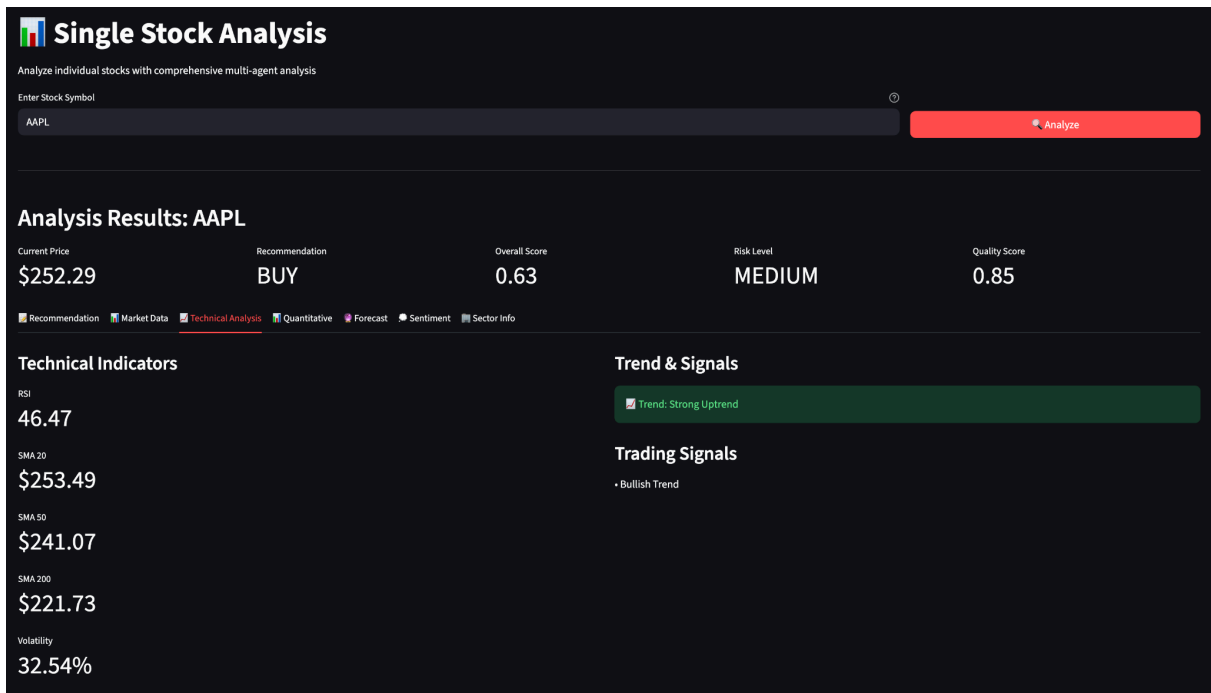 📊 Single Stock Analysis
Analyze individual stocks with comprehensive multi-agent analysis
Enter Stock Symbol
AAPL
🔍 Analyze
Analysis Results: AAPL
Current Price Recommendation Overall Score Risk Level Quality Score
$252.29 BUY 0.63 MEDIUM 0.85
📝 Recommendation 📊 Market Data 📈 Technical Analysis 📊 Quantitative 🔮 Forecast 💭 Sentiment 🏢 Sector Info
Technical Indicators
RSI
46.47
SMA 20
$253.49
SMA 50
$241.07
SMA 200
$221.73
Volatility
32.54%
Trend & Signals
📈 Trend: Strong Uptrend
Trading Signals
• Bullish Trend